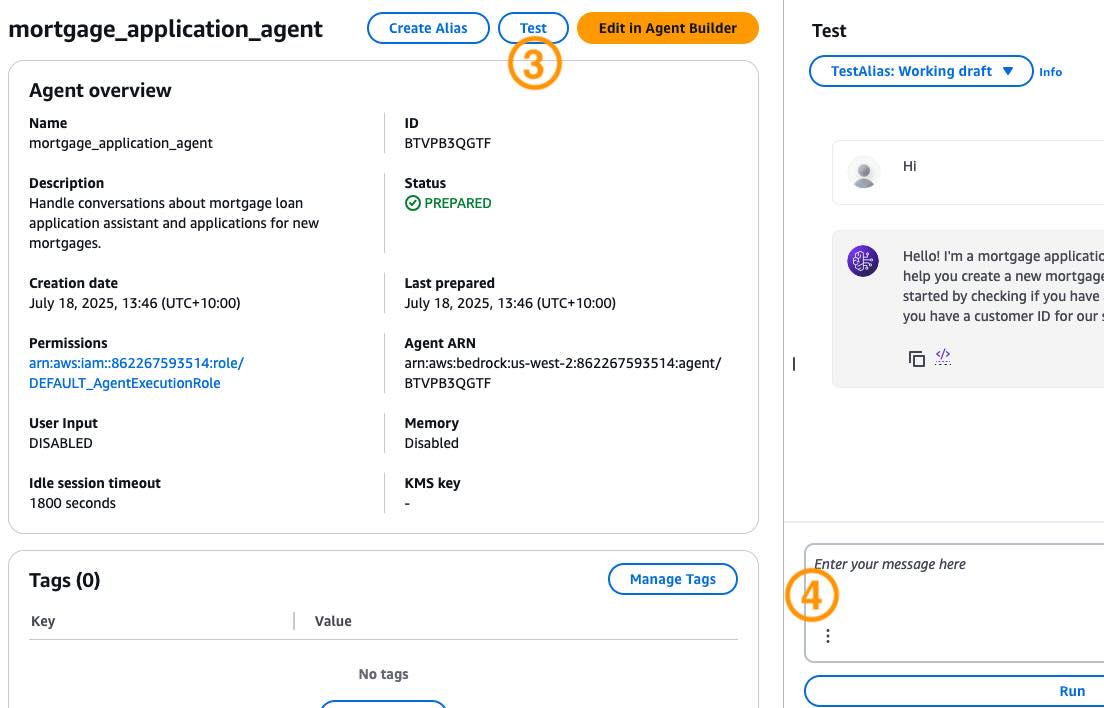 mortgage_application_agent
Create Alias
Test
Edit in Agent Builder
3
Agent overview
Name
mortgage_application_agent
ID
BTVPB3QGTF
Description
Handle conversations about mortgage loan
application assistant and applications for new
mortgages.
Status
PREPARED
Creation date
July 18, 2025, 13:46 (UTC+10:00)
Last prepared
July 18, 2025, 13:46 (UTC+10:00)
Permissions
arn:aws:iam::862267593514:role/
DEFAULT_AgentExecutionRole
Agent ARN
arn:aws:bedrock:us-west-2:862267593514:agent/
BTVPB3QGTF
User Input
DISABLED
Memory
Disabled
Idle session timeout
1800 seconds
KMS key
-
Tags (0)
Manage Tags
Key
Value
No tags
Test
TestAlias: Working draft
Info
Hi
Hello! I'm a mortgage applicatio
help you create a new mortgage
started by checking if you have
you have a customer ID for our s
</>
Enter your message here
4
Run